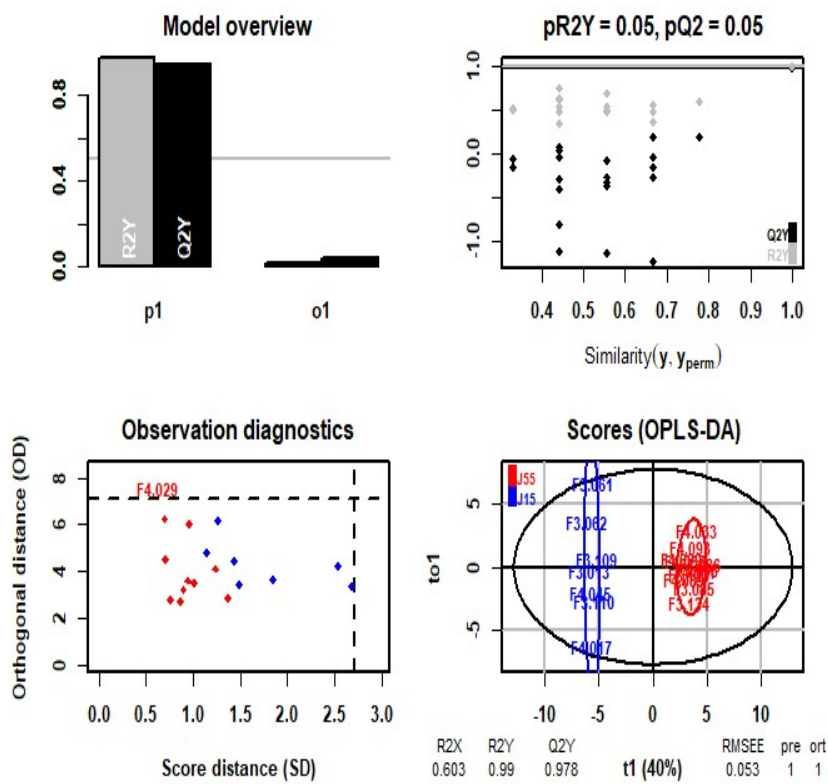 Model overview
0.8
0.4
0.0
R2Y
Q2Y
p1 o1
pR2Y = 0.05, pQ2 = 0.05
1.0
0.0
-1.0
Q2Y
R2Y
0.4 0.5 0.6 0.7 0.8 0.9 1.0
Similarity(y, yperm)
Observation diagnostics
Orthogonal distance (OD)
8
6
4
2
0
F4.029
0.0 0.5 1.0 1.5 2.0 2.5 3.0
Score distance (SD)
Scores (OPLS-DA)
to1
5
0
-5
J55
J15
F3.061
F3.062
F3.109
F3.013
F4.045
F3.110
F4.017
F4.033
F4.093
F3.134
-10 -5 0 5 10
R2X R2Y Q2Y RMSEE pre ort
0.603 0.99 0.978 t1 (40%) 0.053 1 1